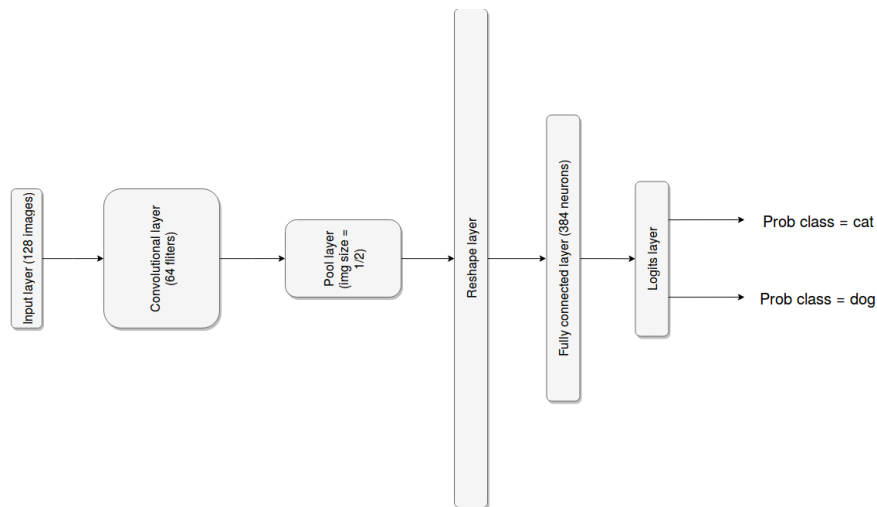 Input layer (128 images)
Convolutional layer
(64 fliters)
Pool layer
(img size =
1/2)
Reshape layer
Fully connected layer (384 neurons)
Logits layer
Prob class = cat
Prob class = dog